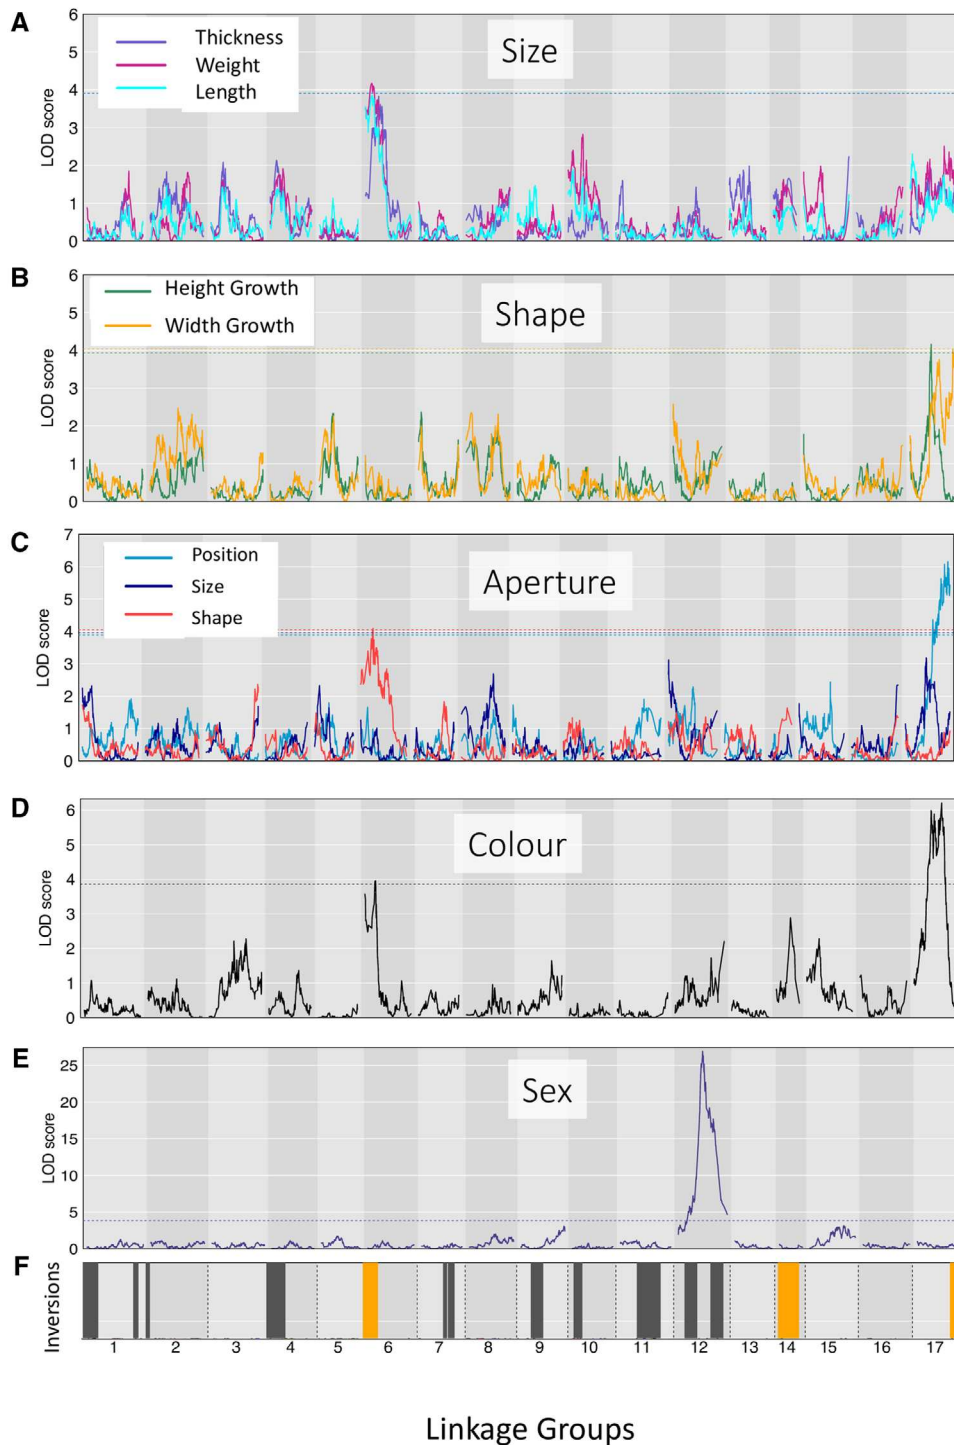 A
Size
Thickness
Weight
Length
LOD score
6
5
4
3
2
1
0
B
Shape
Height Growth
Width Growth
LOD score
6
5
4
3
2
1
0
C
Aperture
Position
Size
Shape
LOD score
7
6
5
4
3
2
1
0
D
Colour
LOD score
6
5
4
3
2
1
0
E
Sex
LOD score
25
20
15
10
5
0
F
Inversions
1 2 3 4 5 6 7 8 9 10 11 12 13 14 15 16 17
Linkage Groups